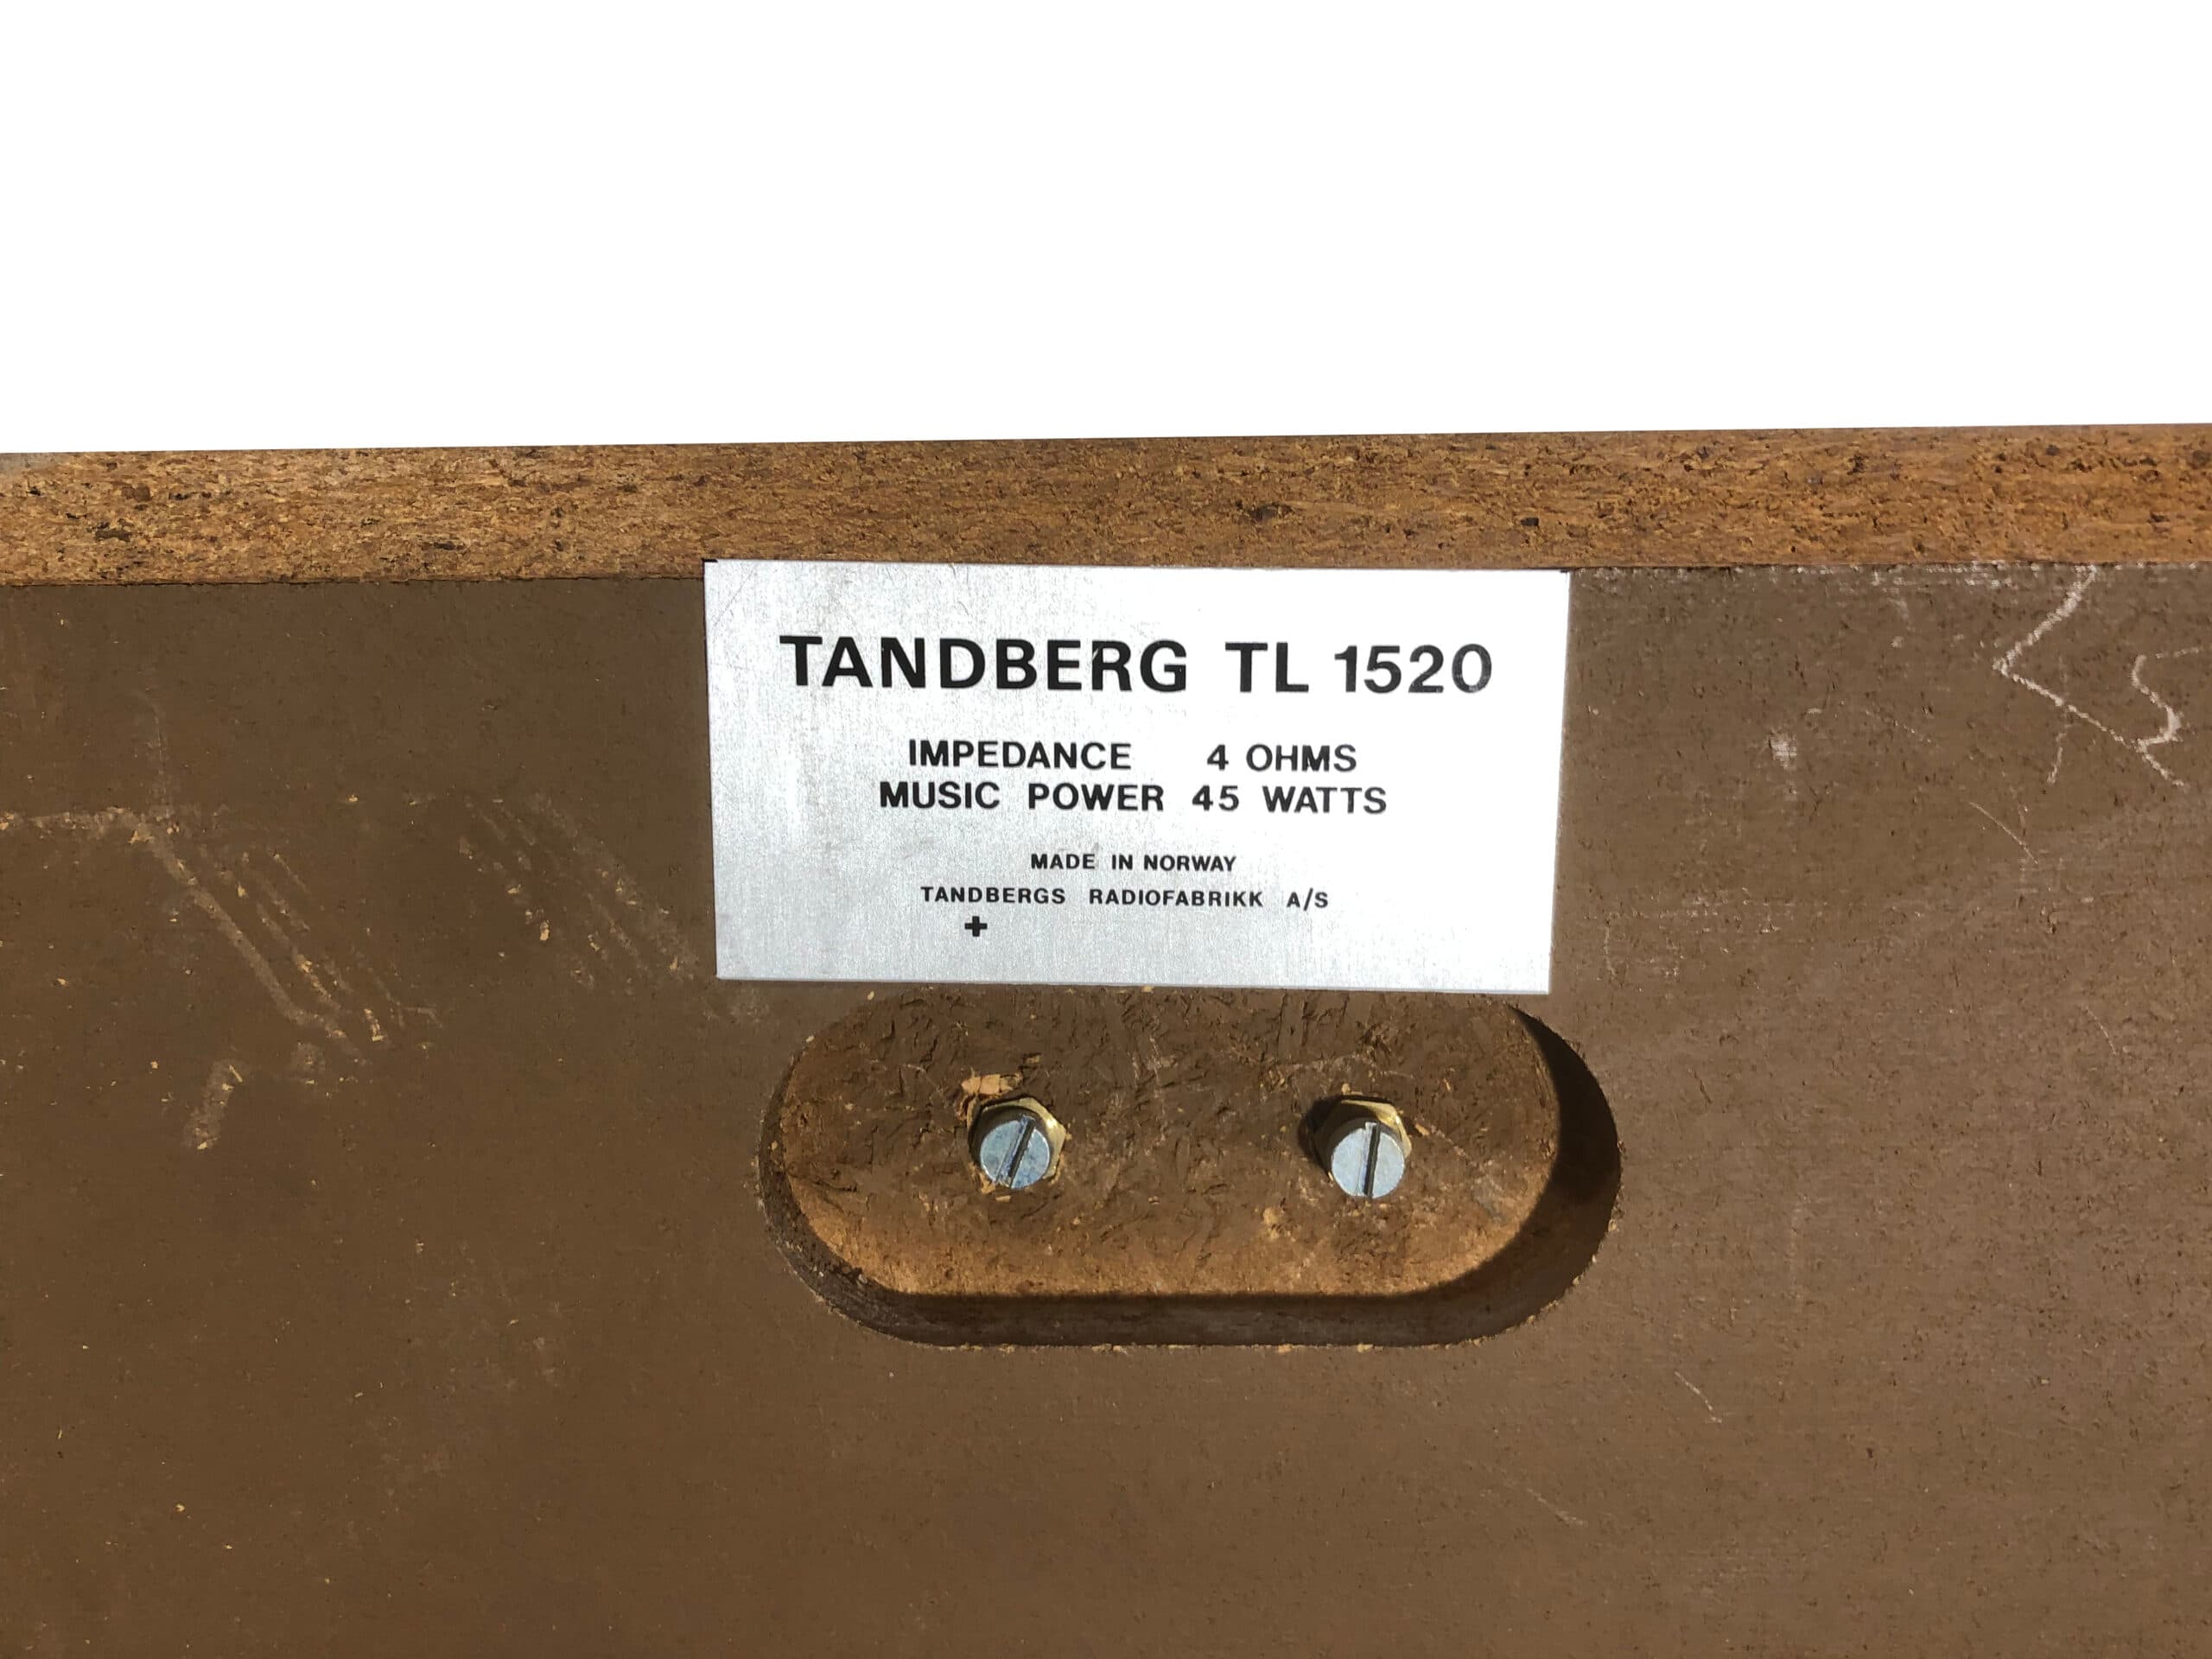 TANDBERG TL 1520
IMPEDANCE 4 OHMS
MUSIC POWER 45 WATTS
MADE IN NORWAY
TANDBERGS RADIOFABRIKK A/S
+